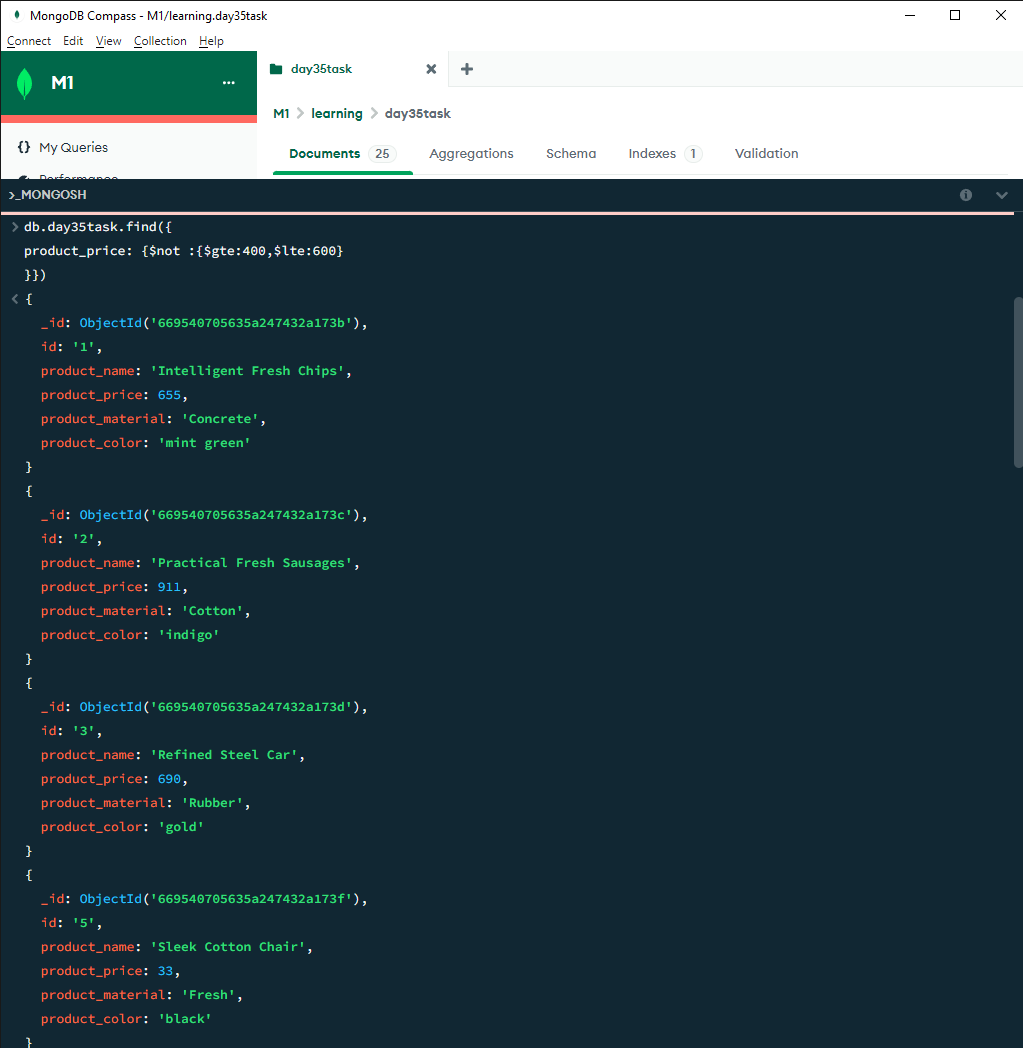 MongoDB Compass - M1/learning.day35task
Connect Edit View Collection Help
M1 ...
day35task
M1 > learning > day35task
{} My Queries
Documents 25 Aggregations Schema Indexes 1 Validation
Performance
>_MONGOSH
> db.day35task.find({
product_price: {$not :{$gte:400,$lte:600}
}})
< {
_id: ObjectId('669540705635a247432a173b'),
id: '1',
product_name: 'Intelligent Fresh Chips',
product_price: 655,
product_material: 'Concrete',
product_color: 'mint green'
}
{
_id: ObjectId('669540705635a247432a173c'),
id: '2',
product_name: 'Practical Fresh Sausages',
product_price: 911,
product_material: 'Cotton',
product_color: 'indigo'
}
{
_id: ObjectId('669540705635a247432a173d'),
id: '3',
product_name: 'Refined Steel Car',
product_price: 690,
product_material: 'Rubber',
product_color: 'gold'
}
{
_id: ObjectId('669540705635a247432a173f'),
id: '5',
product_name: 'Sleek Cotton Chair',
product_price: 33,
product_material: 'Fresh',
product_color: 'black'
}